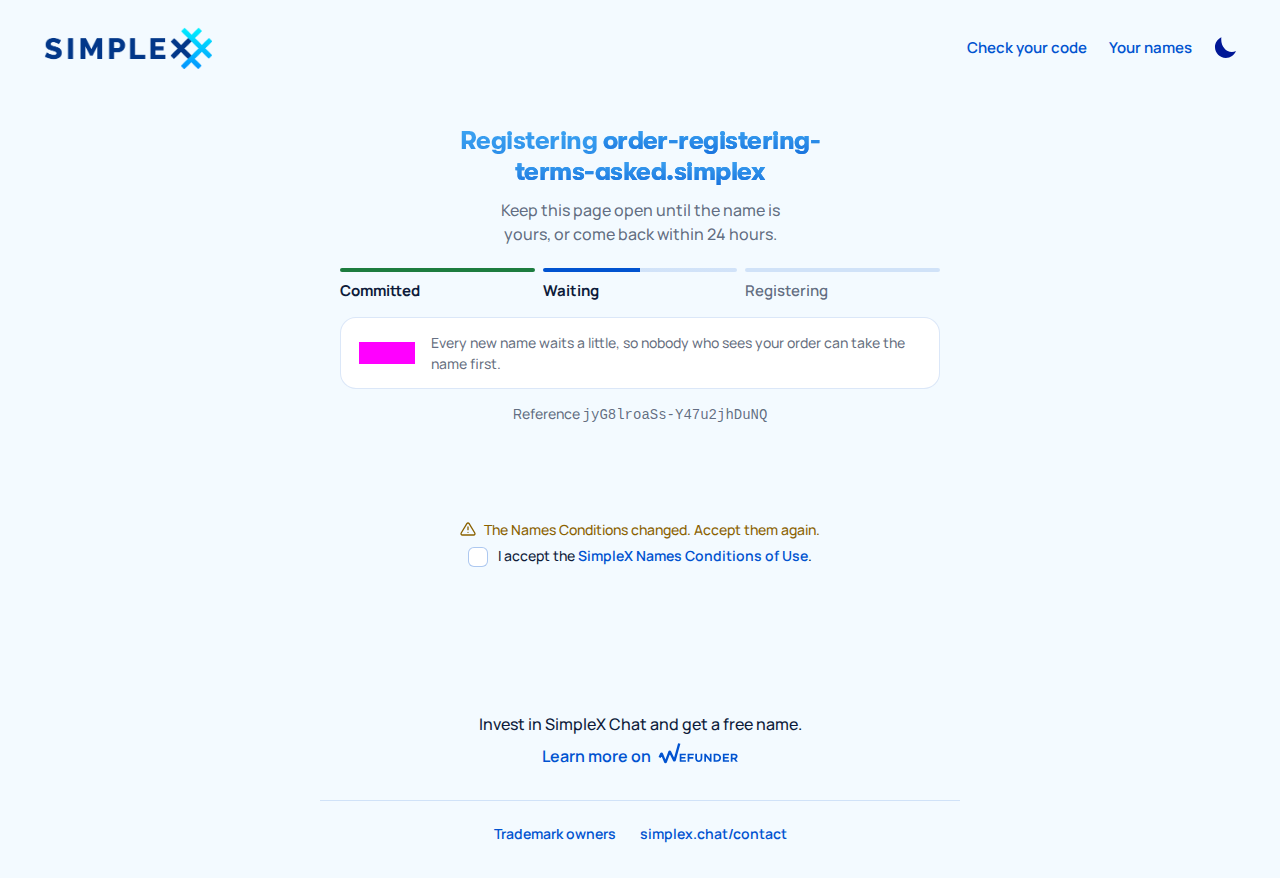 SIMPLEX
Check your code
Your names
Registering order-registering-
terms-asked.simplex
Keep this page open until the name is
yours, or come back within 24 hours.
Committed
Waiting
Registering
Every new name waits a little, so nobody who sees your order can take the
name first.
Reference jyG8lroaSs-Y47u2jhDuNQ
The Names Conditions changed. Accept them again.
I accept the SimpleX Names Conditions of Use.
Invest in SimpleX Chat and get a free name.
Learn more on WEFUNDER
Trademark owners
simplex.chat/contact